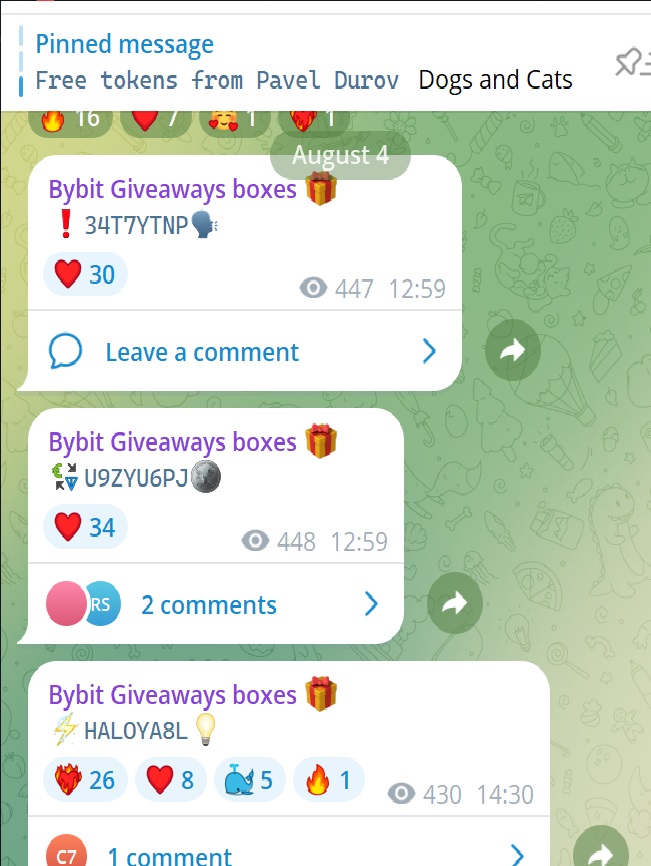 Pinned message
Free tokens from Pavel Durov Dogs and Cats
16 7 1 1
August 4
Bybit Giveaways boxes 🎁
❗ 34T7YTNP🗣
❤ 30 447 12:59
Leave a comment
Bybit Giveaways boxes 🎁
💱 U9ZYU6PJ🌑
❤ 34 448 12:59
RS 2 comments
Bybit Giveaways boxes 🎁
⚡ HALOYA8L 💡
❤‍🔥 26 ❤ 8 🐳 5 🔥 1 430 14:30
C7 1 comment